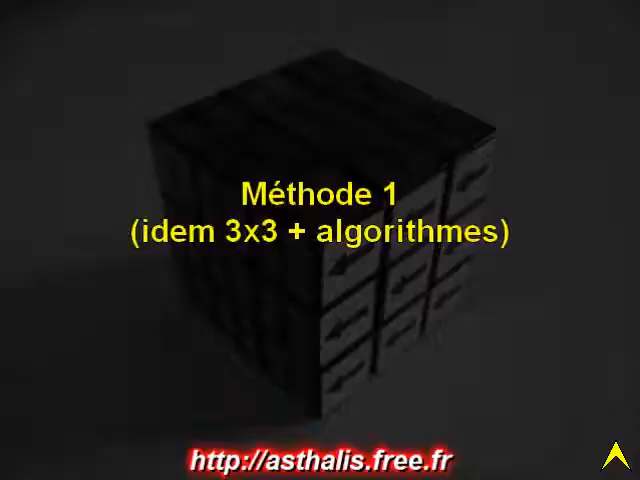 Méthode 1
(idem 3x3 + algorithmes)
http://asthalis.free.fr